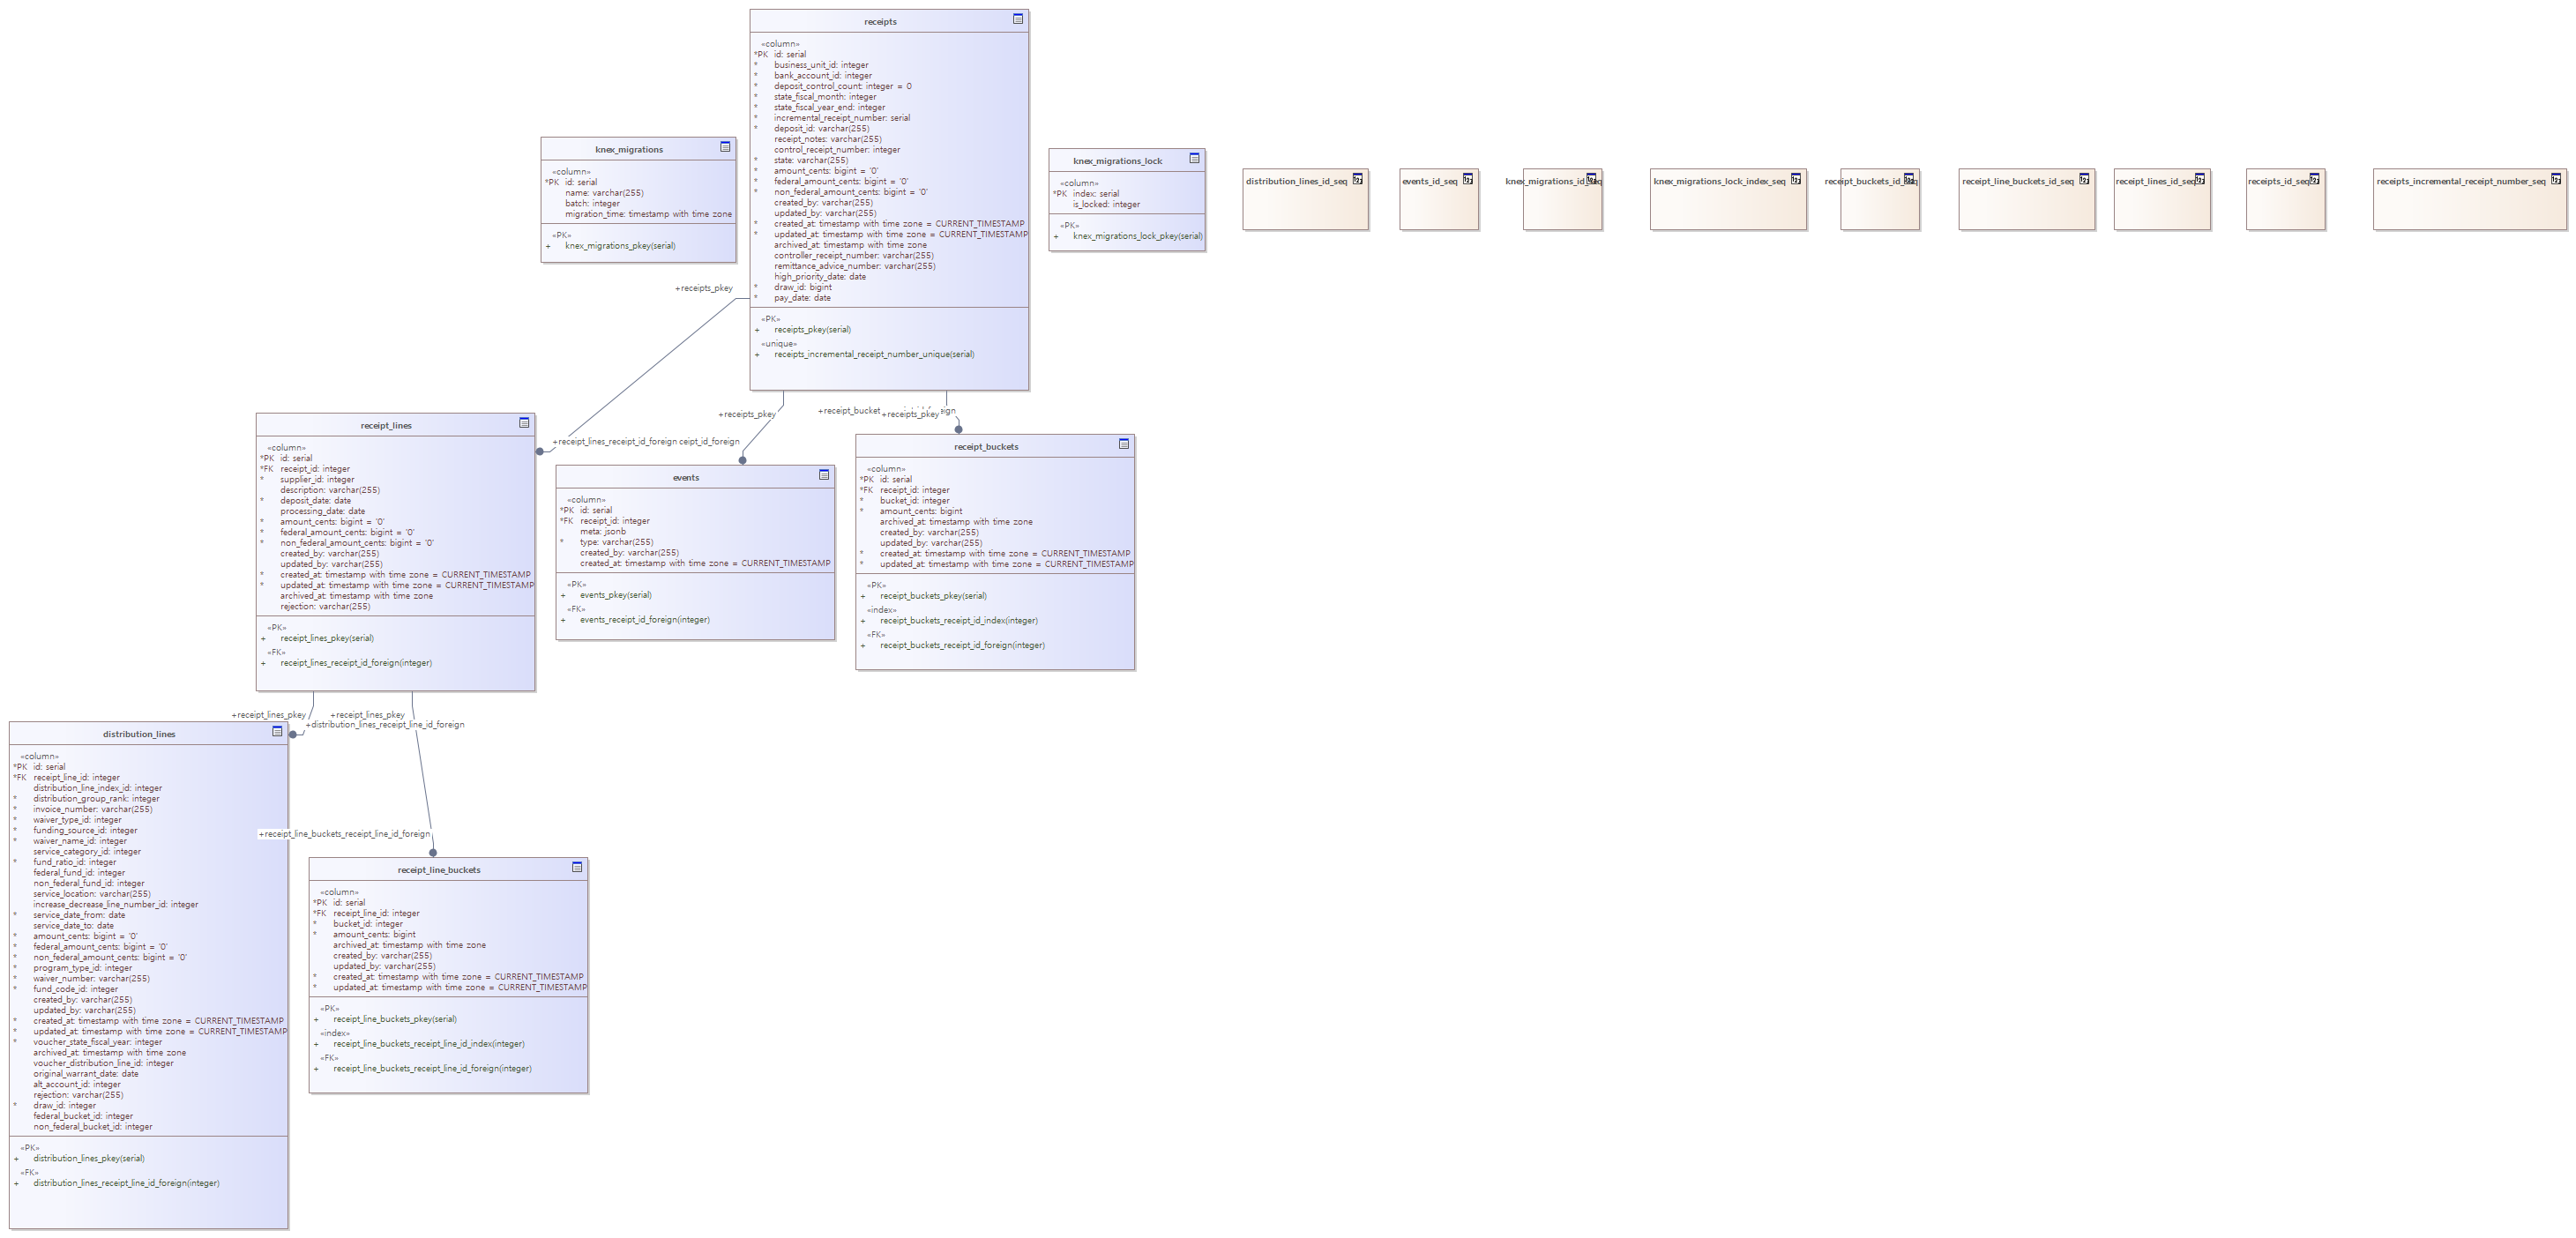 receipts
«column»
*PK id: serial
* business_unit_id: integer
* bank_account_id: integer
* deposit_control_count: integer = 0
* state_fiscal_month: integer
* state_fiscal_year_end: integer
* incremental_receipt_number: serial
* deposit_id: varchar(255)
receipt_notes: varchar(255)
control_receipt_number: integer
* state: varchar(255)
* amount_cents: bigint = '0'
* federal_amount_cents: bigint = '0'
* non_federal_amount_cents: bigint = '0'
created_by: varchar(255)
updated_by: varchar(255)
* created_at: timestamp with time zone = CURRENT_TIMESTAMP
* updated_at: timestamp with time zone = CURRENT_TIMESTAMP
archived_at: timestamp with time zone
controller_receipt_number: varchar(255)
remittance_advice_number: varchar(255)
high_priority_date: date
* draw_id: bigint
* pay_date: date
«PK»
+ receipts_pkey(serial)
«unique»
+ receipts_incremental_receipt_number_unique(serial)
knex_migrations
«column»
*PK id: serial
name: varchar(255)
batch: integer
migration_time: timestamp with time zone
«PK»
+ knex_migrations_pkey(serial)
knex_migrations_lock
«column»
*PK index: serial
is_locked: integer
«PK»
+ knex_migrations_lock_pkey(serial)
distribution_lines_id_seq
events_id_seq
knex_migrations_id_seq
knex_migrations_lock_index_seq
receipt_buckets_id_seq
receipt_line_buckets_id_seq
receipt_lines_id_seq
receipts_id_seq
receipts_incremental_receipt_number_seq
+receipts_pkey
+receipts_pkey
+receipt_bucket
+receipts_pkey
+receipt_lines_receipt_id_foreign ceipt_id_foreign
receipt_lines
«column»
*PK id: serial
*FK receipt_id: integer
* supplier_id: integer
description: varchar(255)
* deposit_date: date
processing_date: date
* amount_cents: bigint = '0'
* federal_amount_cents: bigint = '0'
* non_federal_amount_cents: bigint = '0'
created_by: varchar(255)
updated_by: varchar(255)
* created_at: timestamp with time zone = CURRENT_TIMESTAMP
* updated_at: timestamp with time zone = CURRENT_TIMESTAMP
archived_at: timestamp with time zone
rejection: varchar(255)
«PK»
+ receipt_lines_pkey(serial)
«FK»
+ receipt_lines_receipt_id_foreign(integer)
events
«column»
*PK id: serial
*FK receipt_id: integer
meta: jsonb
* type: varchar(255)
created_by: varchar(255)
created_at: timestamp with time zone = CURRENT_TIMESTAMP
«PK»
+ events_pkey(serial)
«FK»
+ events_receipt_id_foreign(integer)
receipt_buckets
«column»
*PK id: serial
*FK receipt_id: integer
* bucket_id: integer
* amount_cents: bigint
archived_at: timestamp with time zone
created_by: varchar(255)
updated_by: varchar(255)
* created_at: timestamp with time zone = CURRENT_TIMESTAMP
* updated_at: timestamp with time zone = CURRENT_TIMESTAMP
«PK»
+ receipt_buckets_pkey(serial)
«index»
+ receipt_buckets_receipt_id_index(integer)
«FK»
+ receipt_buckets_receipt_id_foreign(integer)
+receipt_lines_pkey
+receipt_lines_pkey
+distribution_lines_receipt_line_id_foreign
distribution_lines
«column»
*PK id: serial
*FK receipt_line_id: integer
distribution_line_index_id: integer
* distribution_group_rank: integer
* invoice_number: varchar(255)
* waiver_type_id: integer
* funding_source_id: integer
* waiver_name_id: integer
service_category_id: integer
* fund_ratio_id: integer
federal_fund_id: integer
non_federal_fund_id: integer
service_location: varchar(255)
increase_decrease_line_number_id: integer
* service_date_from: date
service_date_to: date
* amount_cents: bigint = '0'
* federal_amount_cents: bigint = '0'
* non_federal_amount_cents: bigint = '0'
* program_type_id: integer
* waiver_number: varchar(255)
* fund_code_id: integer
created_by: varchar(255)
updated_by: varchar(255)
* created_at: timestamp with time zone = CURRENT_TIMESTAMP
* updated_at: timestamp with time zone = CURRENT_TIMESTAMP
* voucher_state_fiscal_year: integer
archived_at: timestamp with time zone
voucher_distribution_line_id: integer
original_warrant_date: date
alt_account_id: integer
rejection: varchar(255)
* draw_id: integer
federal_bucket_id: integer
non_federal_bucket_id: integer
«PK»
+ distribution_lines_pkey(serial)
«FK»
+ distribution_lines_receipt_line_id_foreign(integer)
+receipt_line_buckets_receipt_line_id_foreign
receipt_line_buckets
«column»
*PK id: serial
*FK receipt_line_id: integer
* bucket_id: integer
* amount_cents: bigint
archived_at: timestamp with time zone
created_by: varchar(255)
updated_by: varchar(255)
* created_at: timestamp with time zone = CURRENT_TIMESTAMP
* updated_at: timestamp with time zone = CURRENT_TIMESTAMP
«PK»
+ receipt_line_buckets_pkey(serial)
«index»
+ receipt_line_buckets_receipt_line_id_index(integer)
«FK»
+ receipt_line_buckets_receipt_line_id_foreign(integer)